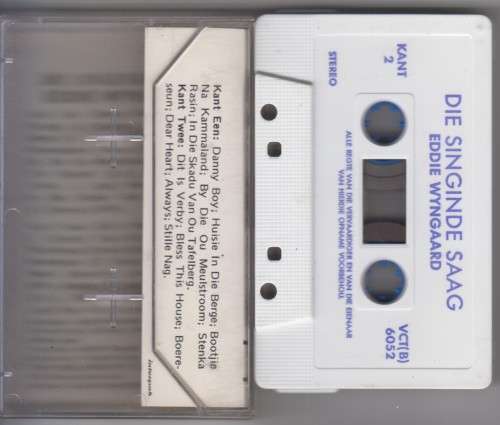 Kant Een: Danny Boy; Huisie In Die Berge; Bootjie
Na Kammaland; By Die Ou Meulstroom; Stenka
Rasin; In Die Skadu Van Ou Tafelberg.
Kant Twee: Dit Is Verby; Bless This House; Boere-
seun; Dear Heart; Always; Stille Nag.
DIE SINGINDE SAAG
EDDIE WYNGAARD
KANT
2
STEREO
ALLE REGTE VAN DIE VERVAARDIGER EN VAN DIE EIENAAR
VAN HIERDIE OPNAME VOORBEHOU.
VCT(B)
6052